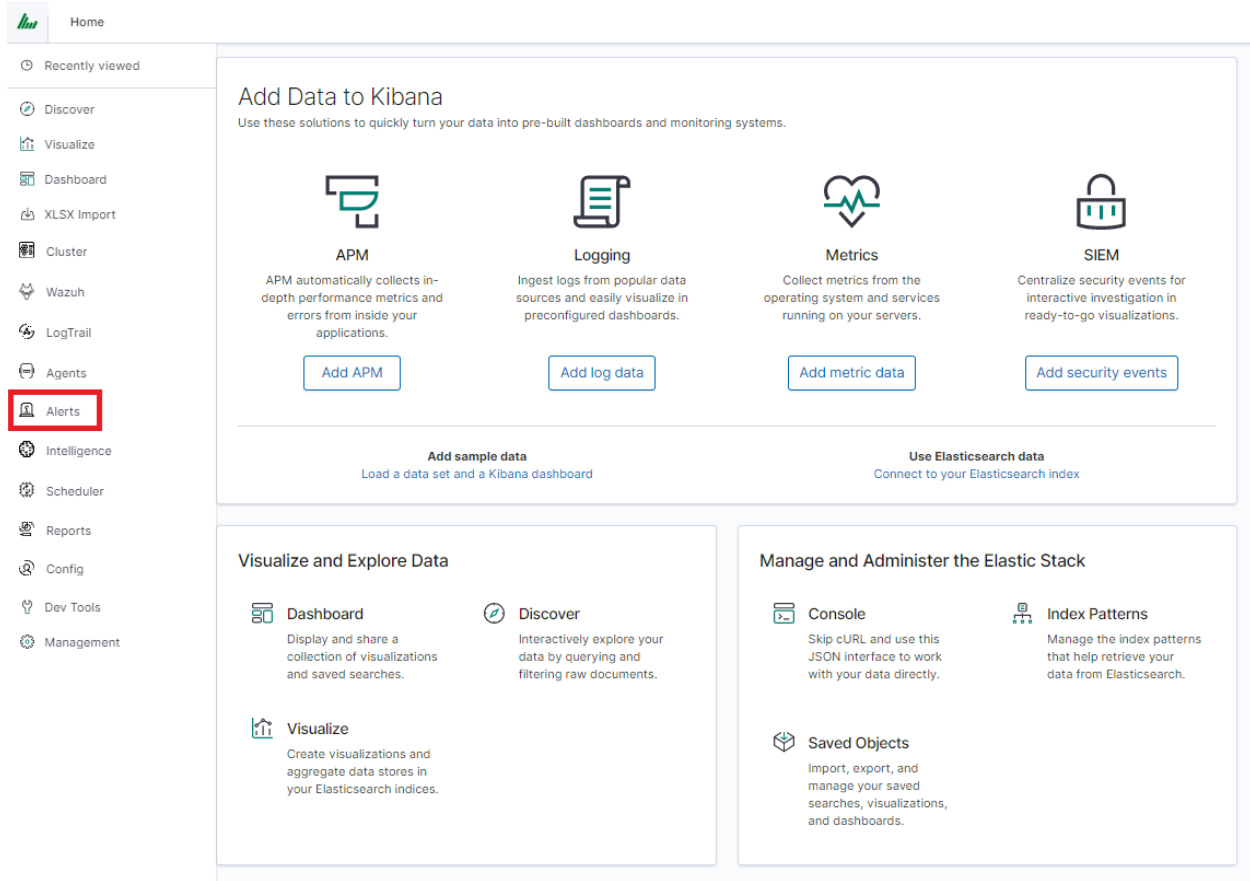 Home
Recently viewed
Discover
Visualize
Dashboard
XLSX Import
Cluster
Wazuh
LogTrail
Agents
Alerts
Intelligence
Scheduler
Reports
Config
Dev Tools
Management
Add Data to Kibana
Use these solutions to quickly turn your data into pre-built dashboards and monitoring systems.
APM
APM automatically collects in-
depth performance metrics and
errors from inside your
applications.
Add APM
Logging
Ingest logs from popular data
sources and easily visualize in
preconfigured dashboards.
Add log data
Metrics
Collect metrics from the
operating system and services
running on your servers.
Add metric data
SIEM
Centralize security events for
interactive investigation in
ready-to-go visualizations.
Add security events
Add sample data
Load a data set and a Kibana dashboard
Use Elasticsearch data
Connect to your Elasticsearch index
Visualize and Explore Data
Dashboard
Display and share a
collection of visualizations
and saved searches.
Discover
Interactively explore your
data by querying and
filtering raw documents.
Visualize
Create visualizations and
aggregate data stores in
your Elasticsearch indices.
Manage and Administer the Elastic Stack
Console
Skip cURL and use this
JSON interface to work
with your data directly.
Index Patterns
Manage the index patterns
that help retrieve your
data from Elasticsearch.
Saved Objects
Import, export, and
manage your saved
searches, visualizations,
and dashboards.